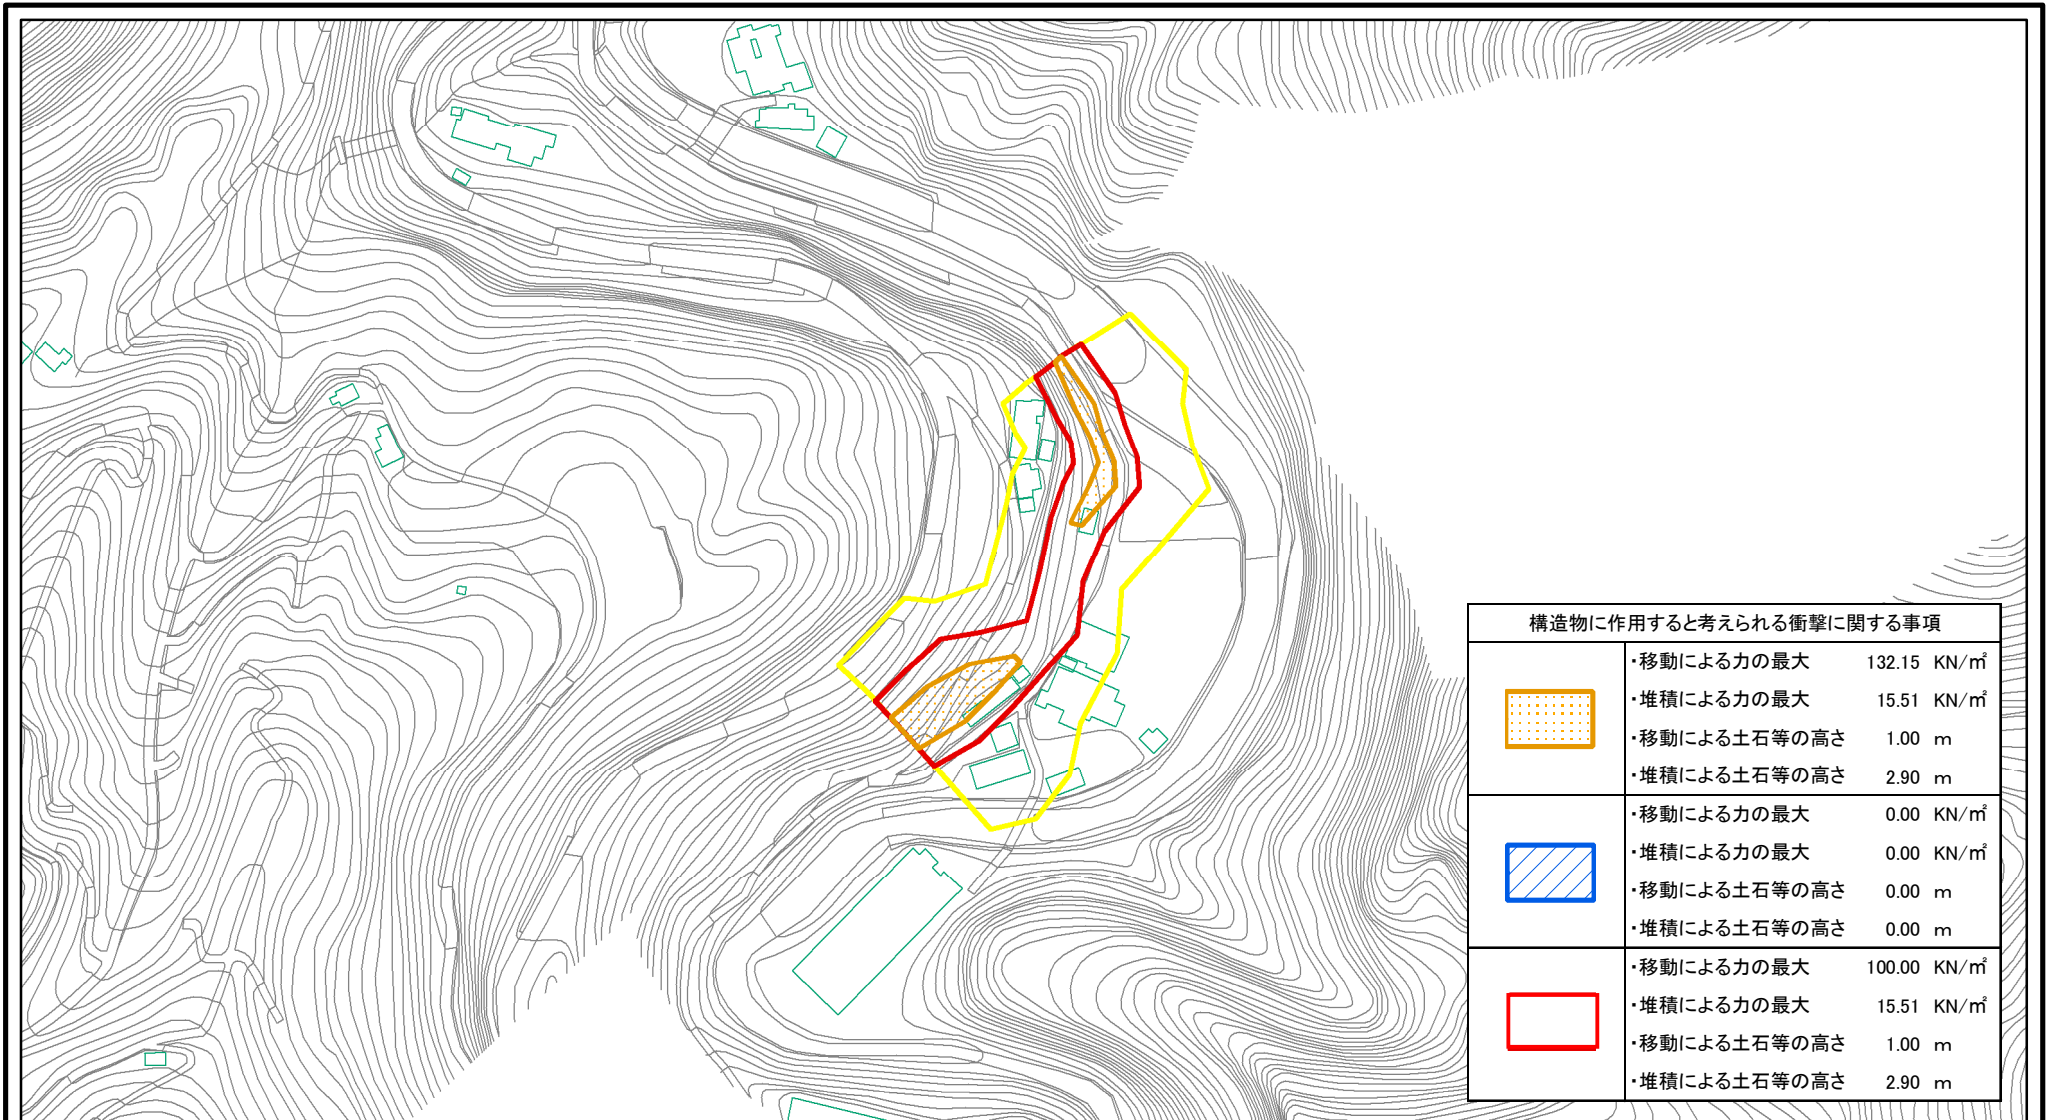 構造物に作用すると考えられる衝撃に関する事項
・移動による力の最大 132.15 KN/㎡
・堆積による力の最大 15.51 KN/㎡
・移動による土石等の高さ 1.00 m
・堆積による土石等の高さ 2.90 m
・移動による力の最大 0.00 KN/㎡
・堆積による力の最大 0.00 KN/㎡
・移動による土石等の高さ 0.00 m
・堆積による土石等の高さ 0.00 m
・移動による力の最大 100.00 KN/㎡
・堆積による力の最大 15.51 KN/㎡
・移動による土石等の高さ 1.00 m
・堆積による土石等の高さ 2.90 m